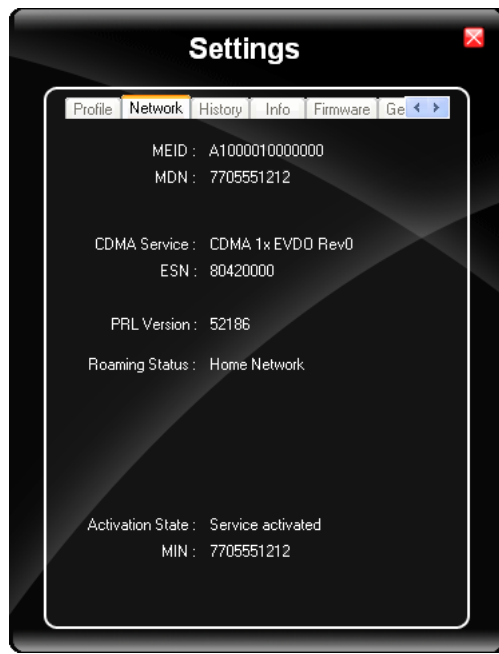 Settings
Profile Network History Info Firmware Ge
MEID : A1000010000000
MDN : 7705551212
CDMA Service : CDMA 1x EVDO Rev0
ESN : 80420000
PRL Version : 52186
Roaming Status : Home Network
Activation State : Service activated
MIN : 7705551212